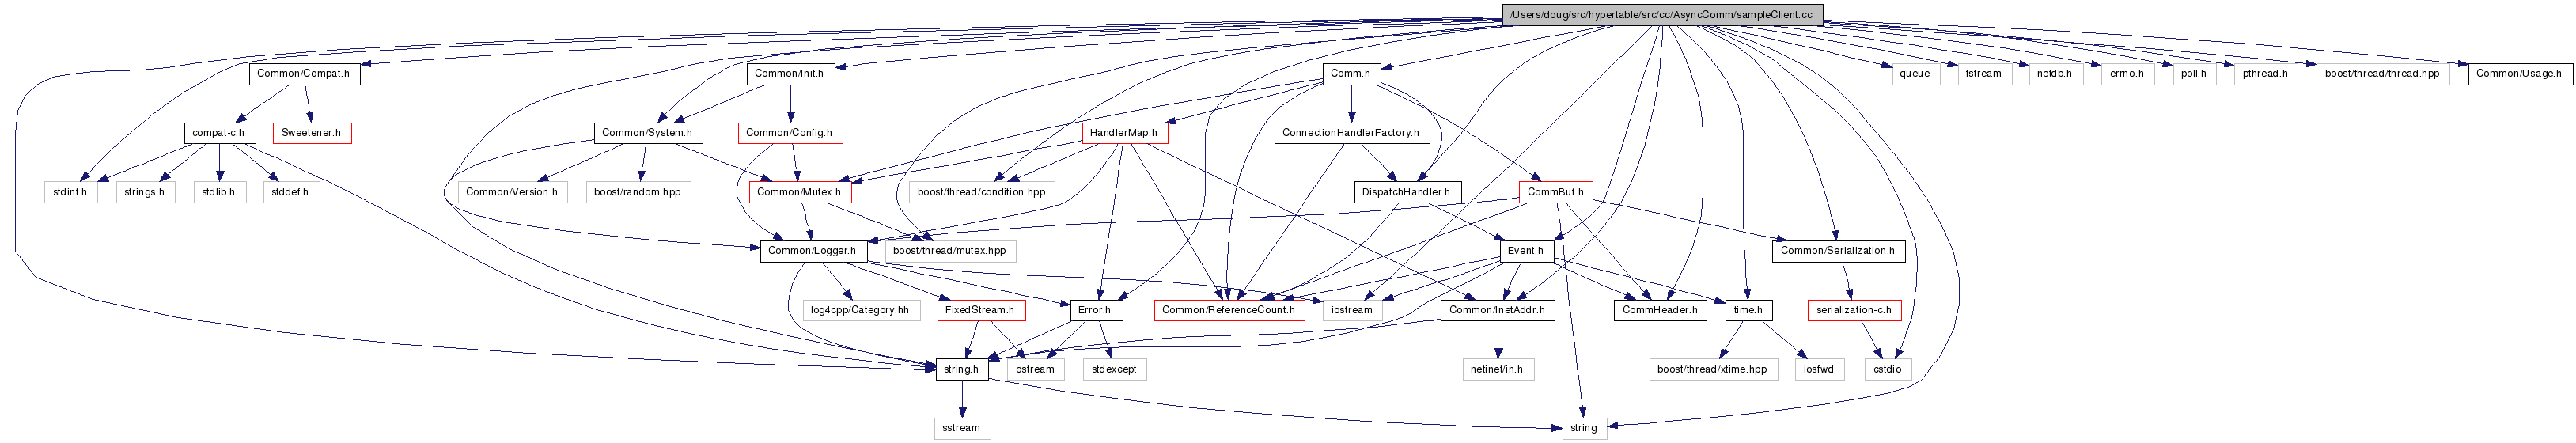 /Users/doug/src/hypertable/src/cc/AsyncComm/sampleClient.cc
Common/Compat.h
Common/Init.h
Comm.h
queue
fstream
netdb.h
errno.h
poll.h
pthread.h
boost/thread/thread.hpp
Common/Usage.h
compat-c.h
Sweetener.h
Common/System.h
Common/Config.h
HandlerMap.h
ConnectionHandlerFactory.h
stdint.h
strings.h
stdlib.h
stddef.h
Common/Version.h
boost/random.hpp
Common/Mutex.h
boost/thread/condition.hpp
DispatchHandler.h
CommBuf.h
Common/Logger.h
boost/thread/mutex.hpp
Event.h
Common/Serialization.h
log4cpp/Category.hh
FixedStream.h
Error.h
Common/ReferenceCount.h
iostream
Common/InetAddr.h
CommHeader.h
time.h
serialization-c.h
string.h
ostream
stdexcept
netinet/in.h
boost/thread/xtime.hpp
iosfwd
cstdio
sstream
string